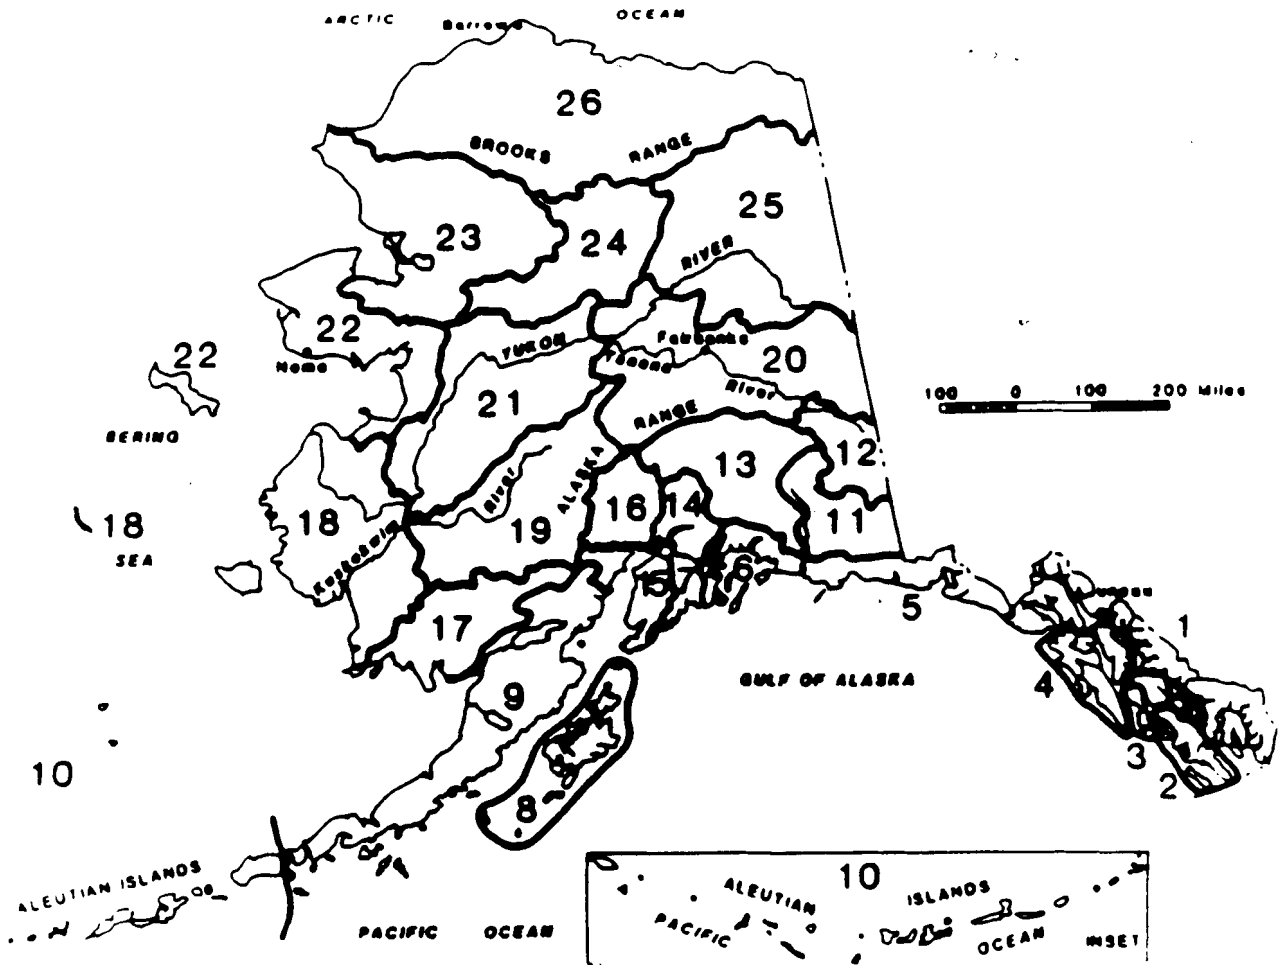 ARCTIC Barrow OCEAN
26
BROOKS RANGE
25
23 24
RIVER
22
22 YUKON Fairbanks 20
Nome Tanana
River
100 0 100 200 Miles
21 RANGE
BERING
ALASKA 13 12
River
18 18 16 14 11
SEA Kuskokwim 19
15 6 5
17 1
9 GULF OF ALASKA 4
3
10 2
8
ALEUTIAN ISLANDS
10
ALEUTIAN ISLANDS
PACIFIC OCEAN PACIFIC OCEAN INSET